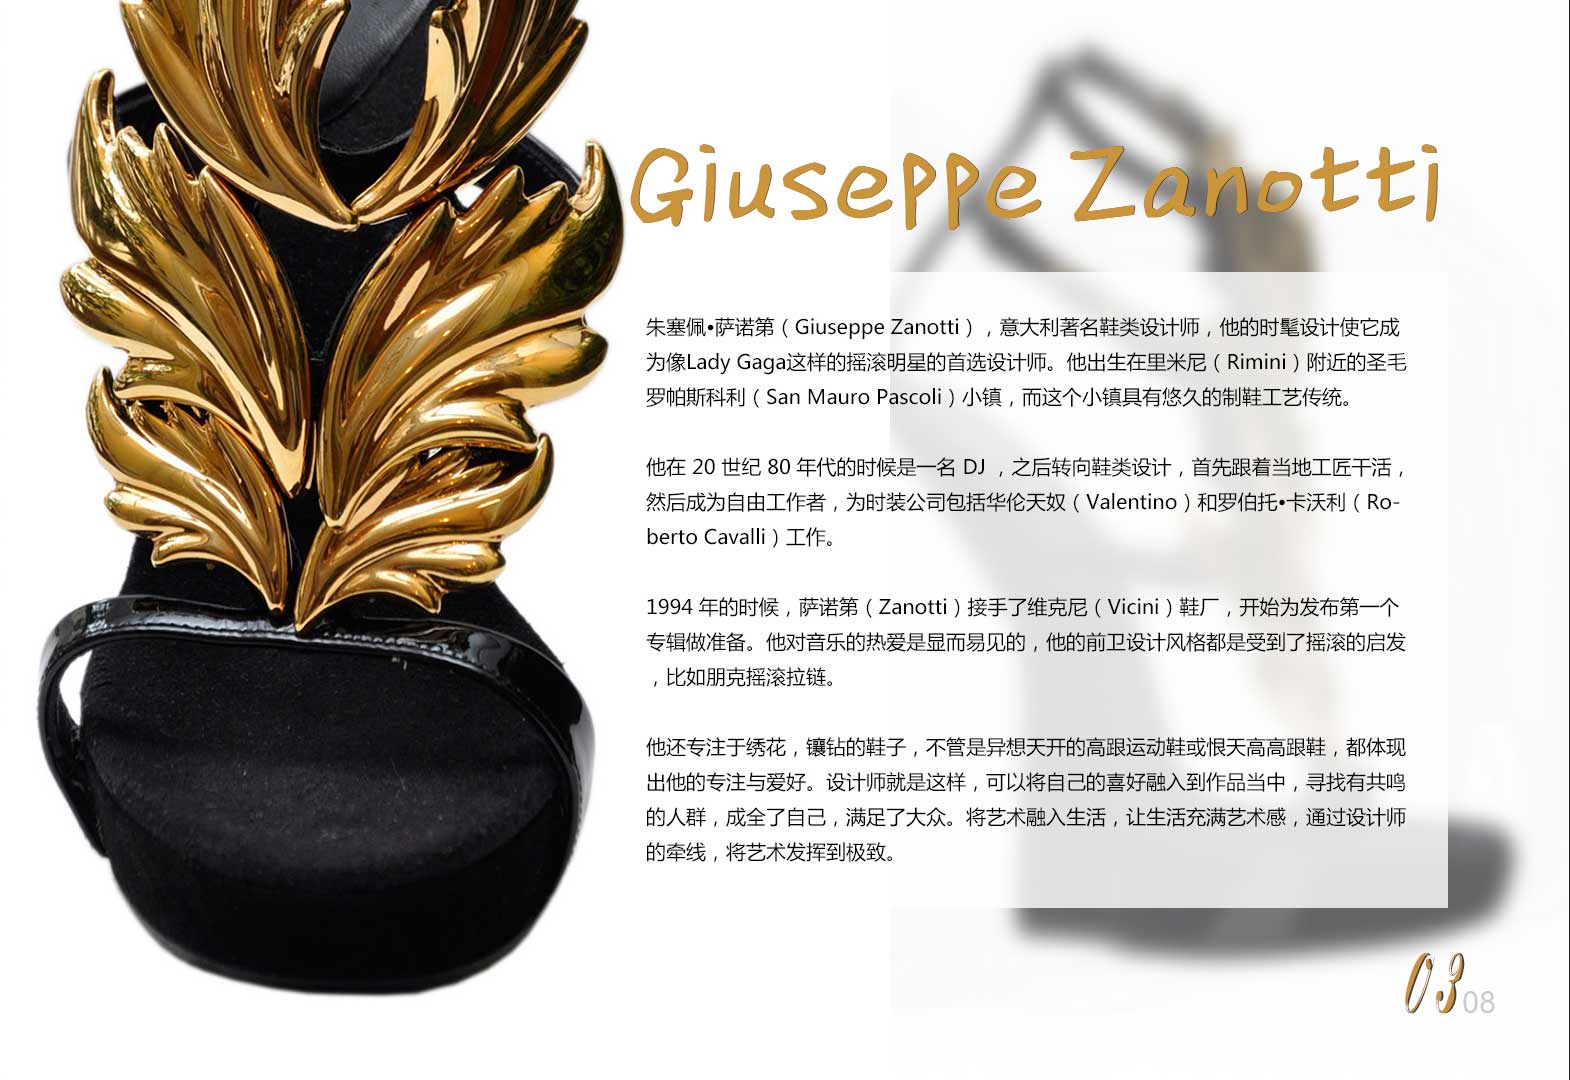 Giuseppe Zanotti
朱塞佩•萨诺第（Giuseppe Zanotti），意大利著名鞋类设计师，他的时髦设计使它成
为像Lady Gaga这样的摇滚明星的首选设计师。他出生在里米尼（Rimini）附近的圣毛
罗帕斯科利（San Mauro Pascoli）小镇，而这个小镇具有悠久的制鞋工艺传统。
他在 20 世纪 80 年代的时候是一名 DJ ，之后转向鞋类设计，首先跟着当地工匠干活，
然后成为自由工作者，为时装公司包括华伦天奴（Valentino）和罗伯托•卡沃利（Ro-
berto Cavalli）工作。
1994 年的时候，萨诺第（Zanotti）接手了维克尼（Vicini）鞋厂，开始为发布第一个
专辑做准备。他对音乐的热爱是显而易见的，他的前卫设计风格都是受到了摇滚的启发
，比如朋克摇滚拉链。
他还专注于绣花，镶钻的鞋子，不管是异想天开的高跟运动鞋或恨天高高跟鞋，都体现
出他的专注与爱好。设计师就是这样，可以将自己的喜好融入到作品当中，寻找有共鸣
的人群，成全了自己，满足了大众。将艺术融入生活，让生活充满艺术感，通过设计师
的牵线，将艺术发挥到极致。
03 08